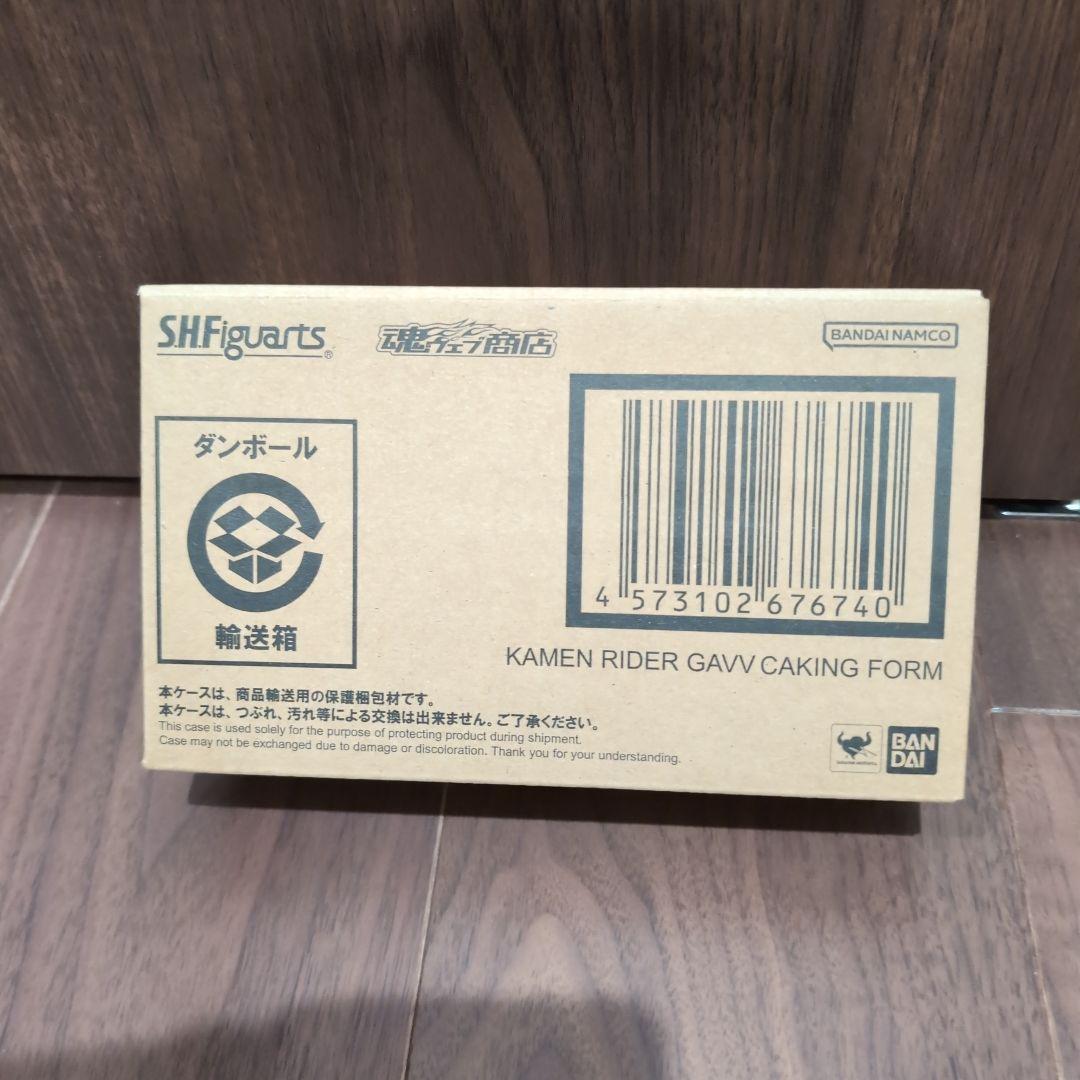 S.H.Figuarts®
魂ウェブ商店
BANDAI NAMCO
ダンボール
輸送箱
4 573102 676740
KAMEN RIDER GAVV CAKING FORM
本ケースは、商品輸送用の保護梱包材です。
本ケースは、つぶれ、汚れ等による交換は出来ません。ご了承ください。
This case is used solely for the purpose of protecting product during shipment.
Case may not be exchanged due to damage or discoloration. Thank you for your understanding.
BAN
DAI